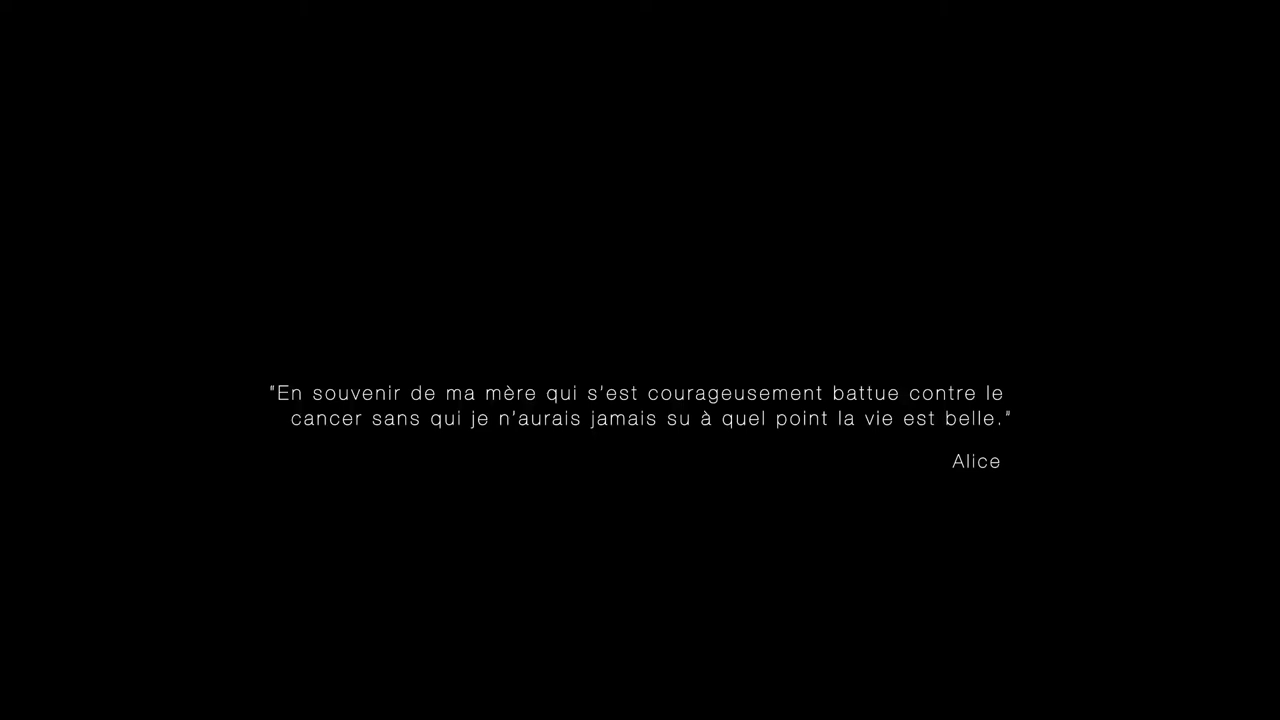 "En souvenir de ma mère qui s'est courageusement battue contre le
cancer sans qui je n'aurais jamais su à quel point la vie est belle."
Alice